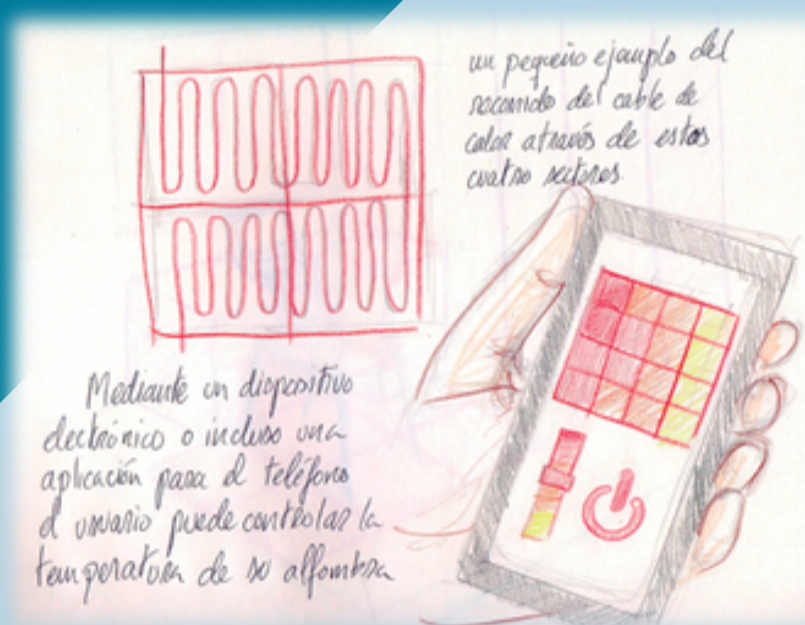 un pequeño ejemplo del
recorrido del cable de
calor através de estos
cuatro sectores
Mediante un dispositivo
electrónico o incluso una
aplicación para el teléfono
el usuario puede controlar la
temperatura de su alfombra